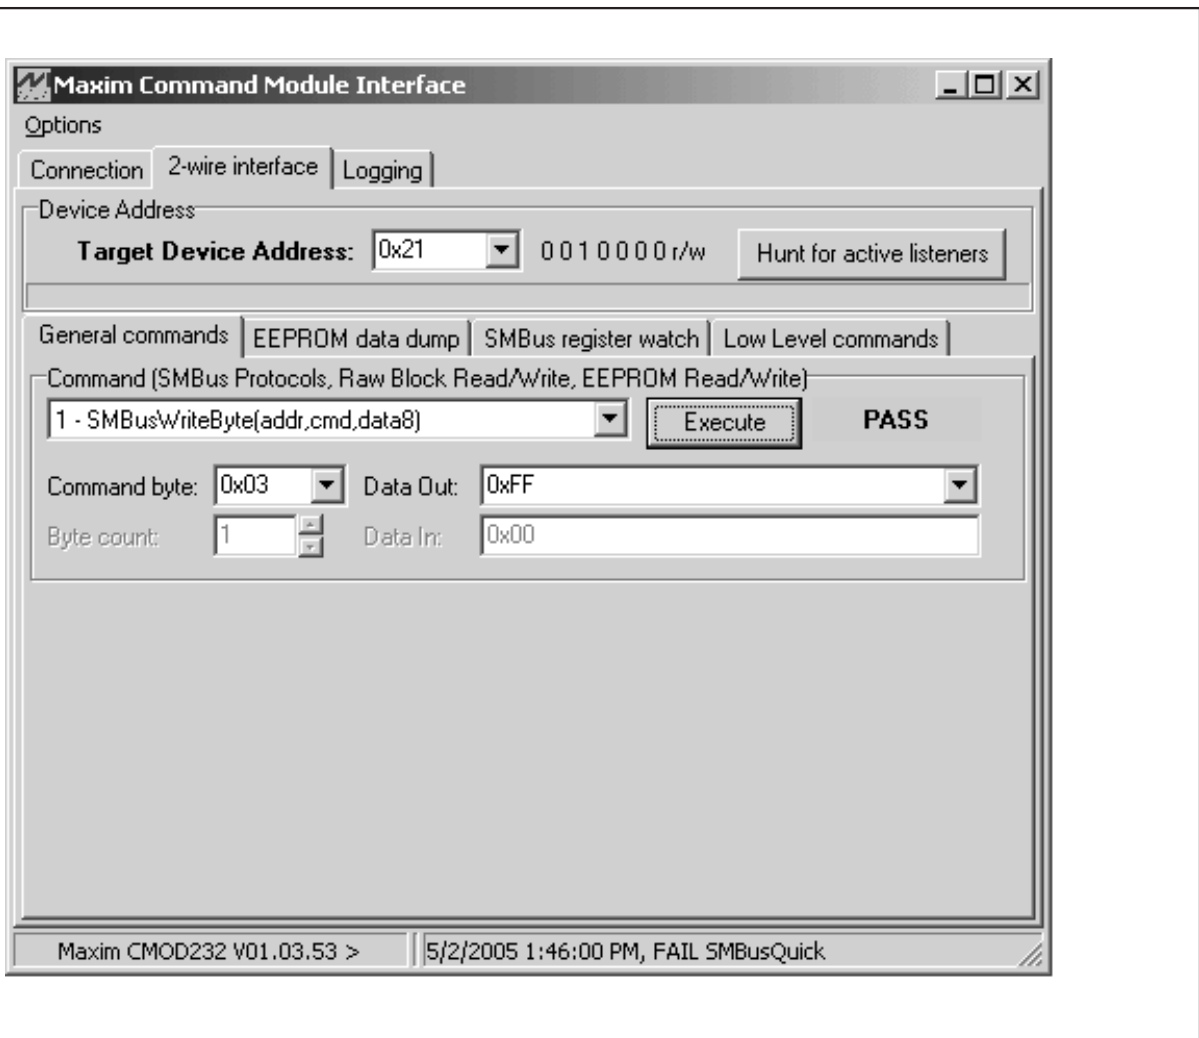 Maxim Command Module Interface
Options
Connection 2-wire interface Logging
Device Address
Target Device Address: 0x21 0 0 1 0 0 0 0 r/w Hunt for active listeners
General commands EEPROM data dump SMBus register watch Low Level commands
Command (SMBus Protocols, Raw Block Read/Write, EEPROM Read/Write)
1 - SMBusWriteByte(addr,cmd,data8) Execute PASS
Command byte: 0x03 Data Out: 0xFF
Byte count: 1 Data In: 0x00
Maxim CMOD232 V01.03.53 > 5/2/2005 1:46:00 PM, FAIL SMBusQuick